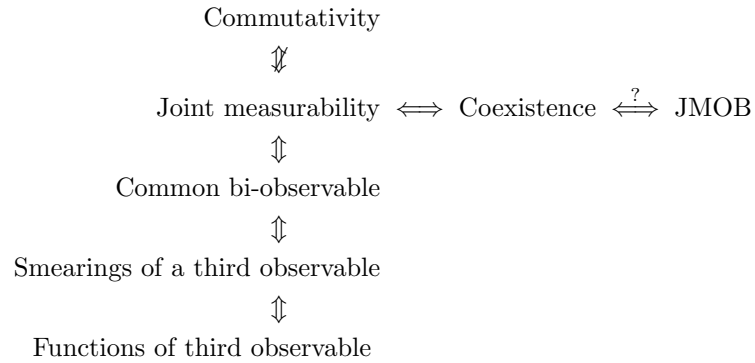 Commutativity
⇕̸
Joint measurability ⟺ Coexistence ⟺? JMOB
⇕
Common bi-observable
⇕
Smearings of a third observable
⇕
Functions of third observable